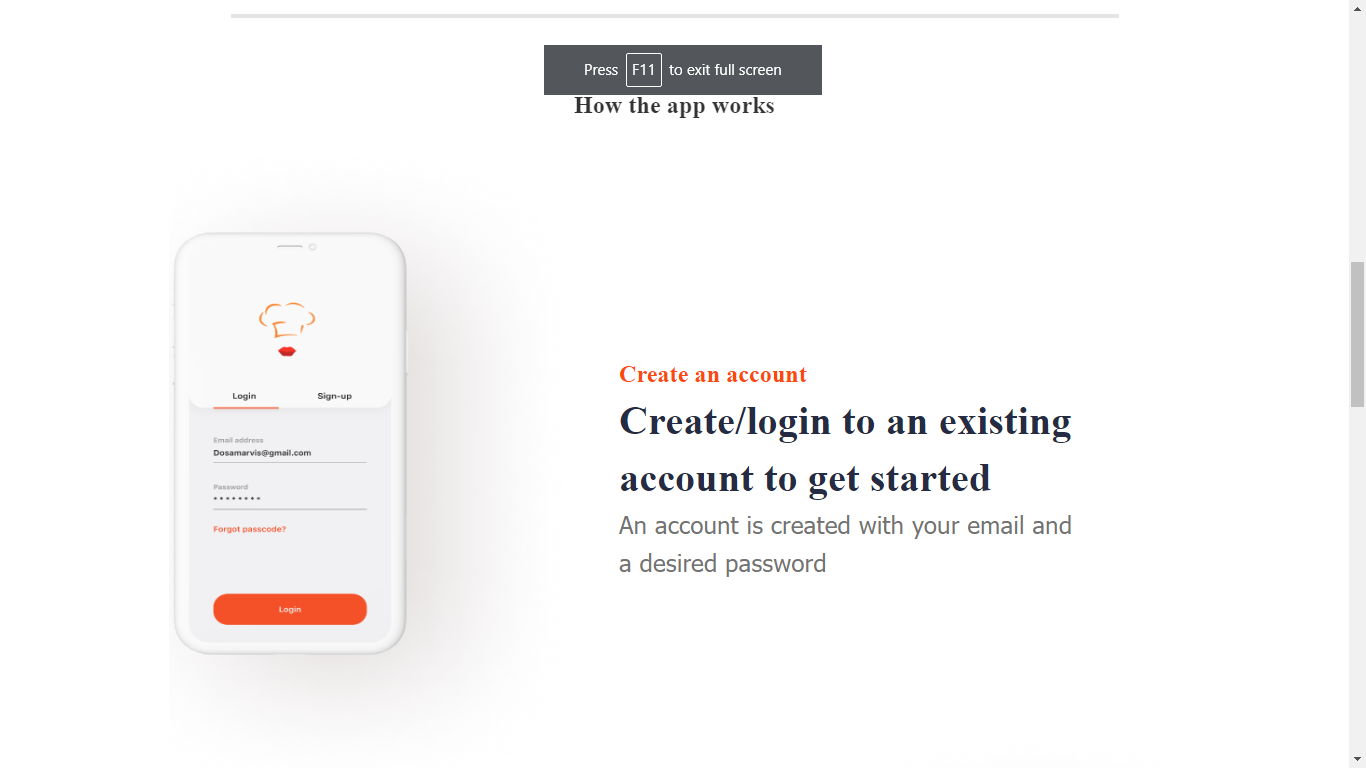 Press F11 to exit full screen
How the app works
Login Sign-up
Email address
Dosamarvis@gmail.com
Password
Forgot passcode?
Login
Create an account
Create/login to an existing
account to get started
An account is created with your email and
a desired password